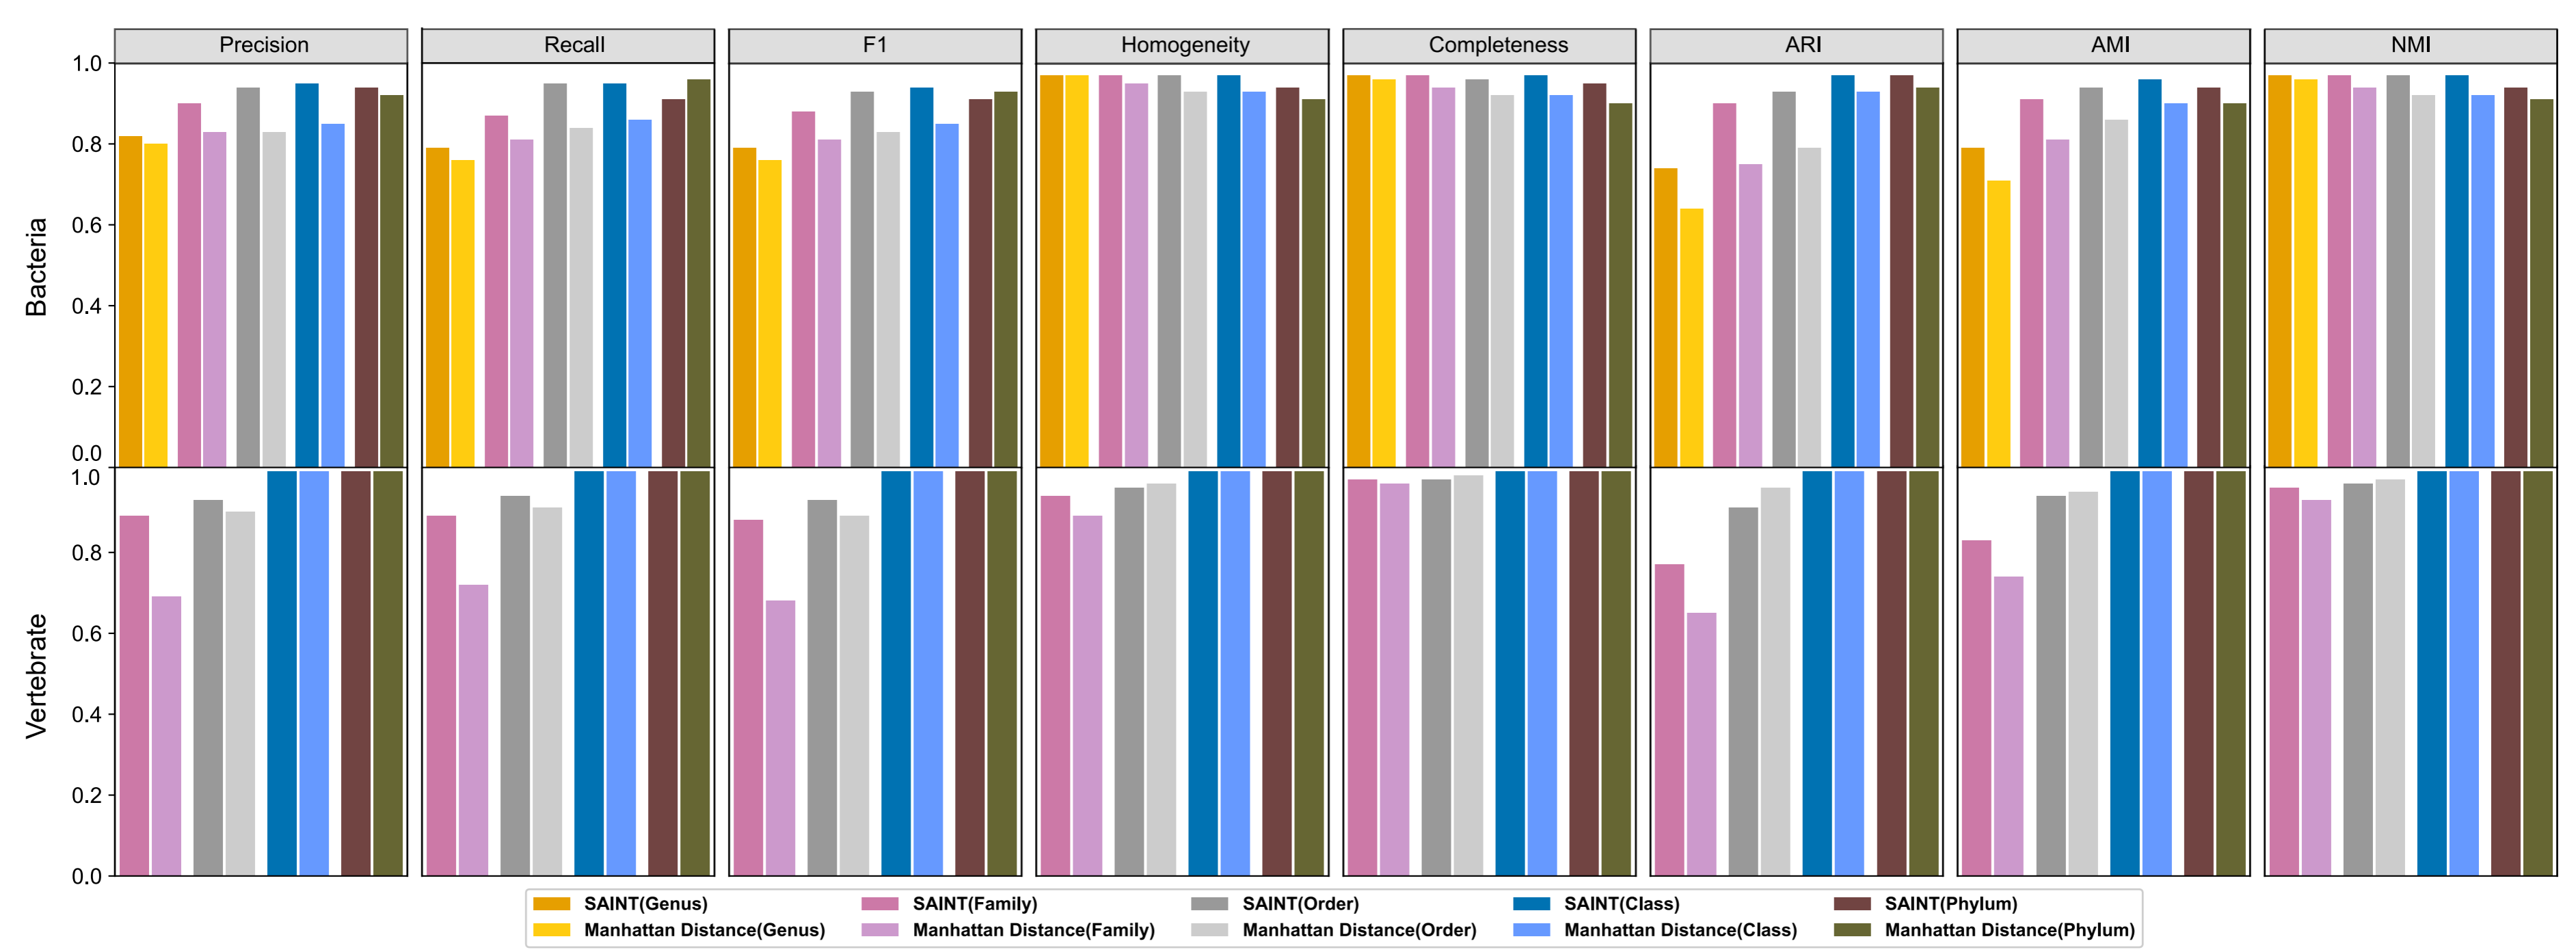 Precision Recall F1 Homogeneity Completeness ARI AMI NMI
1.0
0.8
0.6
0.4
0.2
0.0
Bacteria
1.0
0.8
0.6
0.4
0.2
0.0
Vertebrate
SAINT(Genus) SAINT(Family) SAINT(Order) SAINT(Class) SAINT(Phylum)
Manhattan Distance(Genus) Manhattan Distance(Family) Manhattan Distance(Order) Manhattan Distance(Class) Manhattan Distance(Phylum)